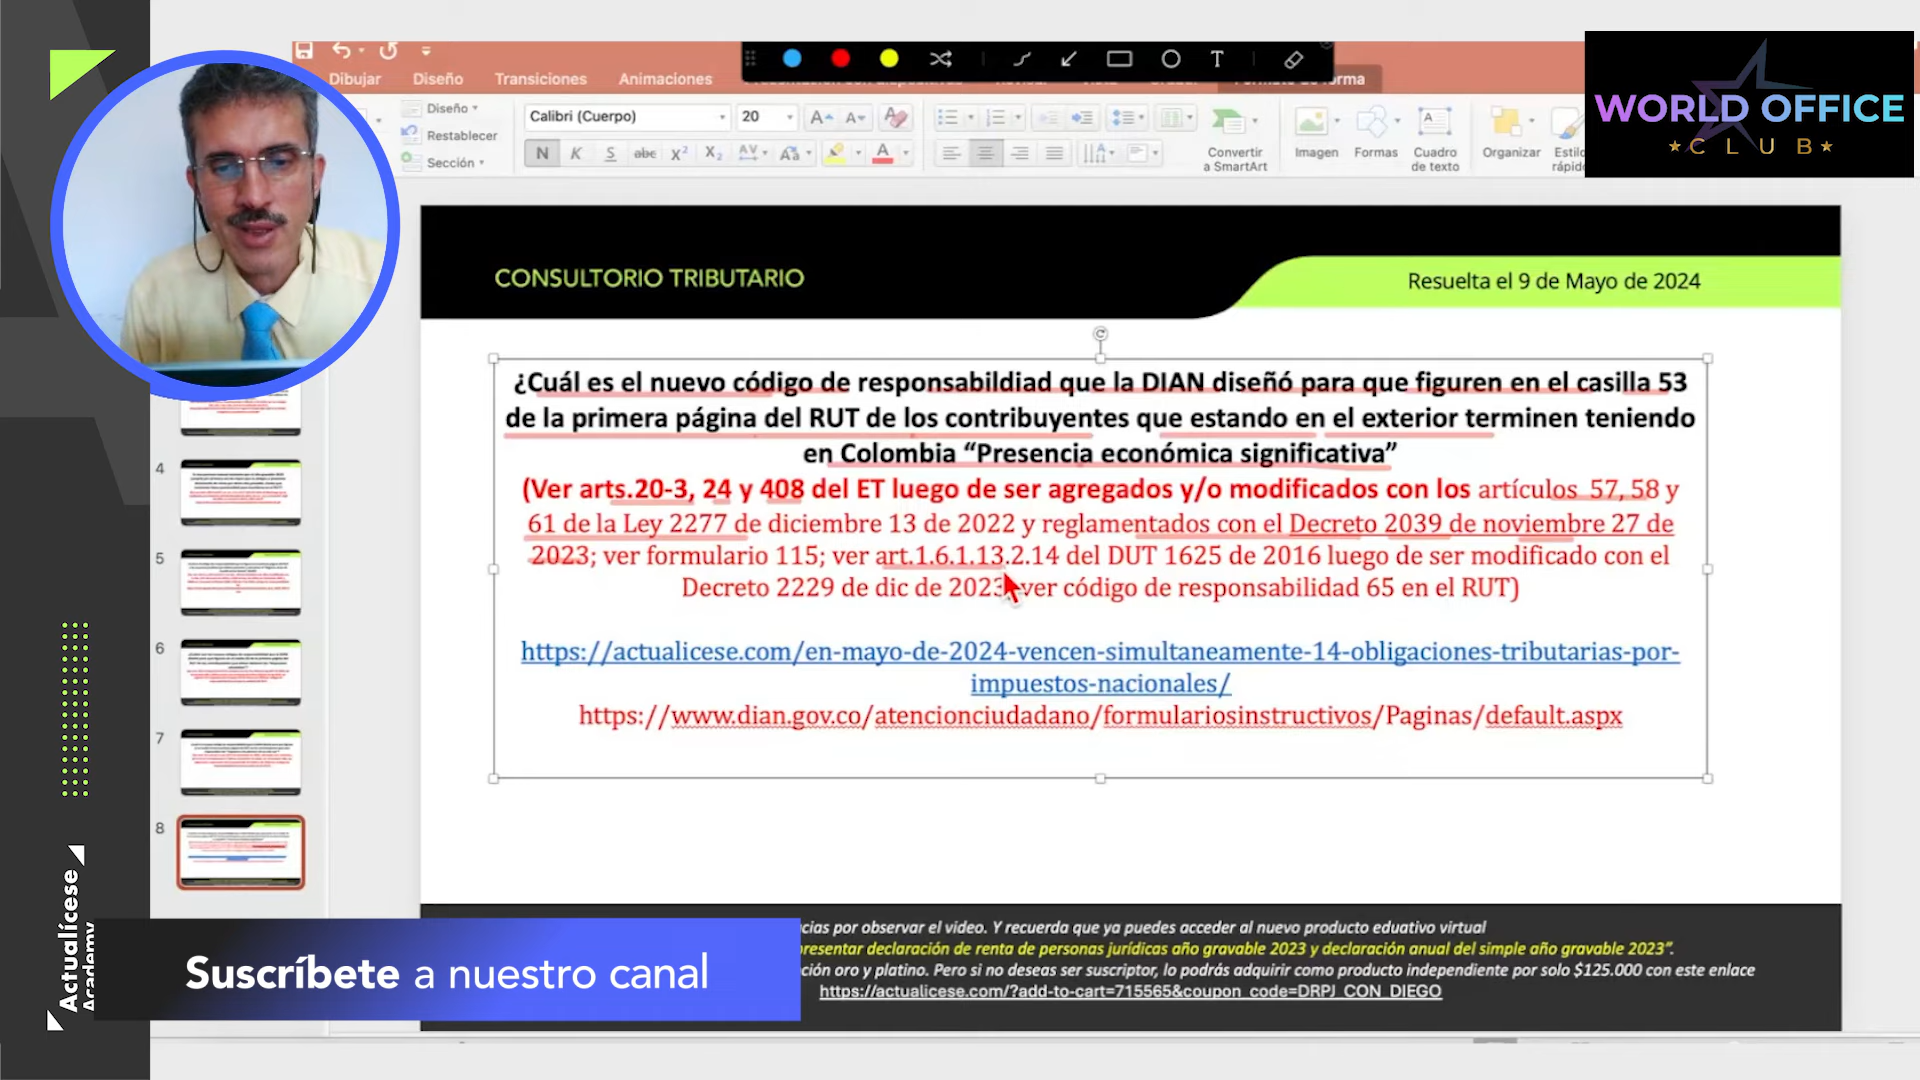 Dibujar
Diseño
Transiciones
Animaciones
Diseño
Restablecer
Sección
Calibri (Cuerpo)
20
N K S abc X² X₂ AV Aa A
Convertir
a SmartArt
Imagen
Formas
Cuadro
de texto
Organizar
WORLD OFFICE
CLUB
CONSULTORIO TRIBUTARIO
Resuelta el 9 de Mayo de 2024
¿Cuál es el nuevo código de responsabildiad que la DIAN diseñó para que figuren en el casilla 53
de la primera página del RUT de los contribuyentes que estando en el exterior terminen teniendo
en Colombia “Presencia económica significativa”
(Ver arts.20-3, 24 y 408 del ET luego de ser agregados y/o modificados con los artículos 57, 58 y
61 de la Ley 2277 de diciembre 13 de 2022 y reglamentados con el Decreto 2039 de noviembre 27 de
2023; ver formulario 115; ver art.1.6.1.13.2.14 del DUT 1625 de 2016 luego de ser modificado con el
Decreto 2229 de dic de 2023 ver código de responsabilidad 65 en el RUT)
https://actualicese.com/en-mayo-de-2024-vencen-simultaneamente-14-obligaciones-tributarias-por-
impuestos-nacionales/
https://www.dian.gov.co/atencionciudadano/formulariosinstructivos/Paginas/default.aspx
4
5
6
7
8
por observar el video. Y recuerda que ya puedes acceder al nuevo producto eduativo virtual
presentar declaración de renta de personas jurídicas año gravable 2023 y declaración anual del simple año gravable 2023”.
oro y platino. Pero si no deseas ser suscriptor, lo podrás adquirir como producto independiente por solo $125.000 con este enlace
https://actualicese.com/?add-to-cart=715565&coupon_code=DRPJ_CON_DIEGO
Suscríbete a nuestro canal
Actualícese
Academy